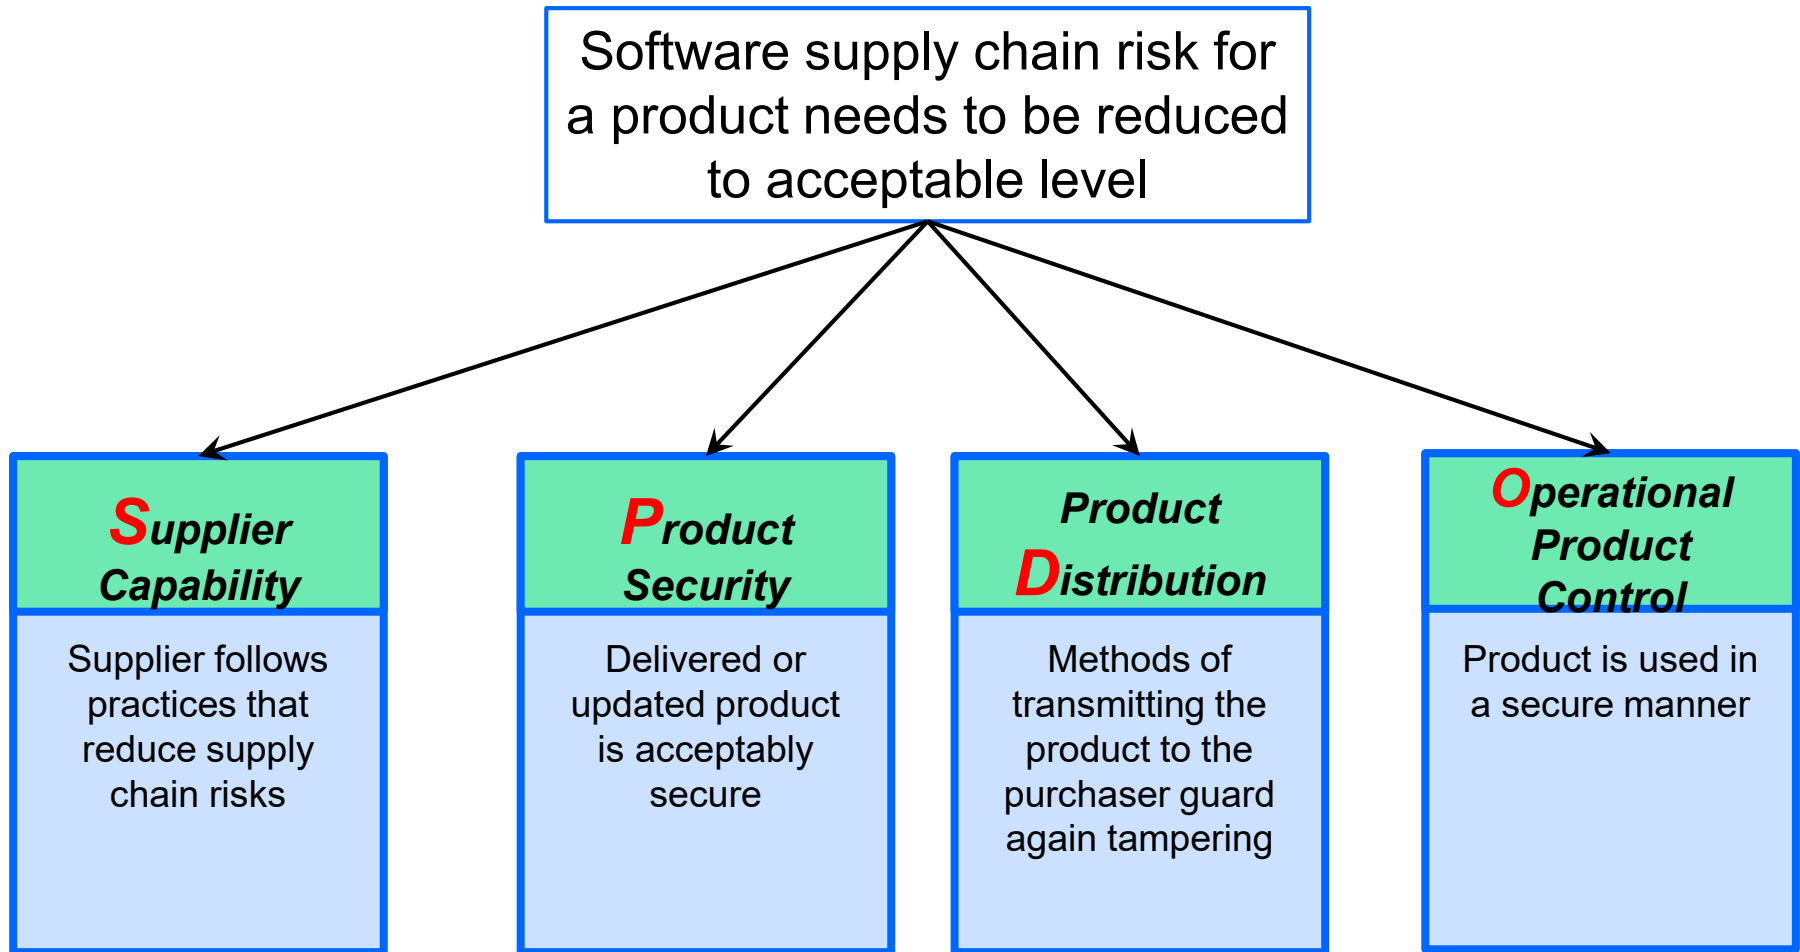 Software supply chain risk for
a product needs to be reduced
to acceptable level
Supplier
Capability
Supplier follows
practices that
reduce supply
chain risks
Product
Security
Delivered or
updated product
is acceptably
secure
Product
Distribution
Methods of
transmitting the
product to the
purchaser guard
again tampering
Operational
Product
Control
Product is used in
a secure manner